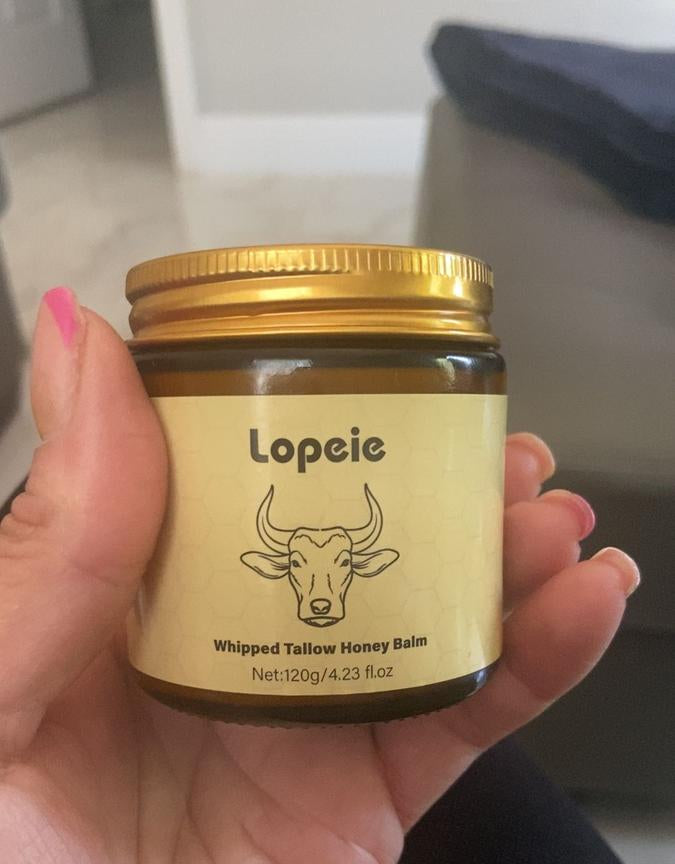 Lopeie
Whipped Tallow Honey Balm
Net:120g/4.23 fl.oz